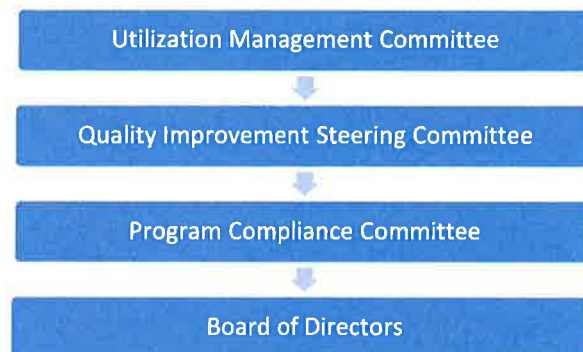 Utilization Management Committee
Quality Improvement Steering Committee
Program Compliance Committee
Board of Directors